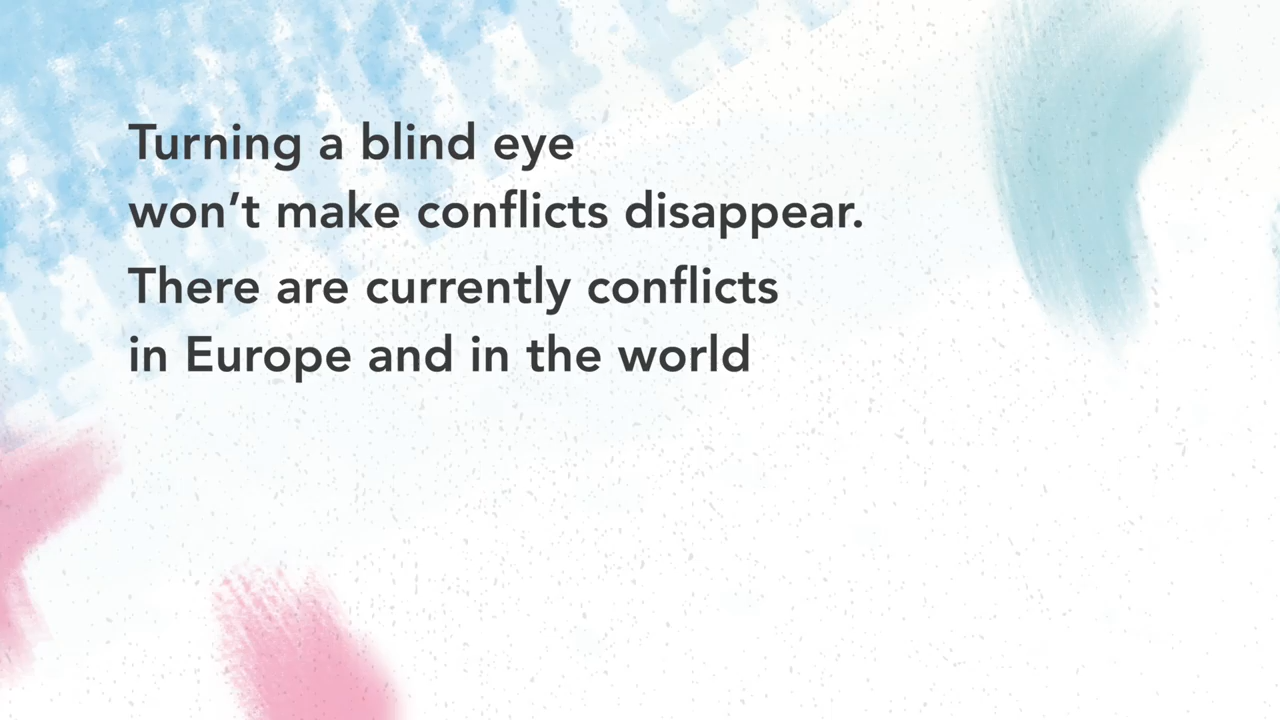 Turning a blind eye
won’t make conflicts disappear.
There are currently conflicts
in Europe and in the world